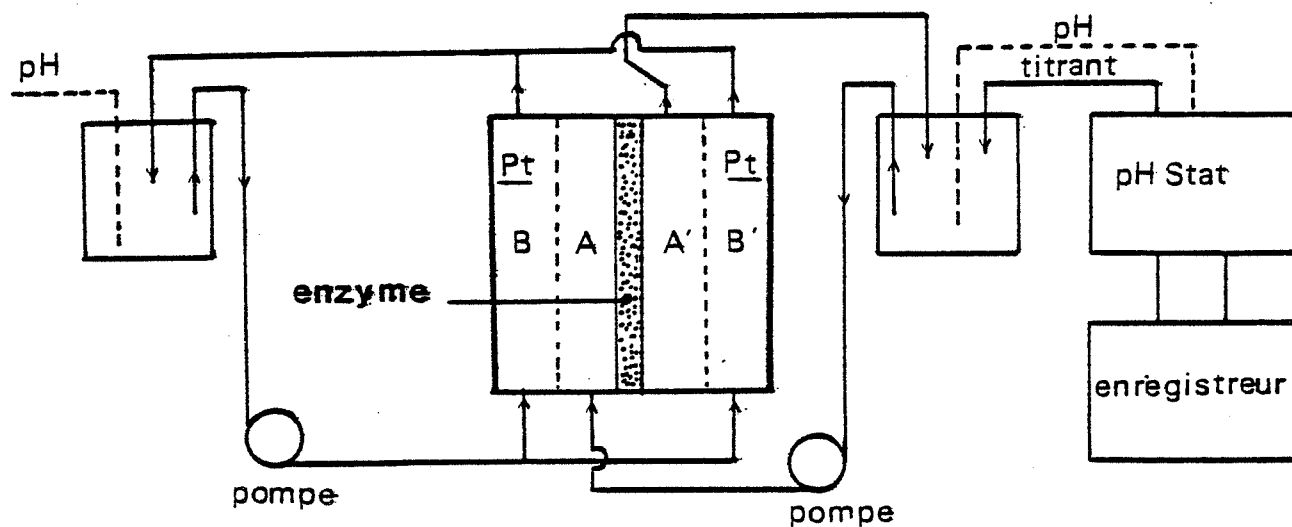 pH
pH
titrant
Pt
Pt
pH Stat
B
A
A'
B'
enzyme
enregistreur
pompe
pompe